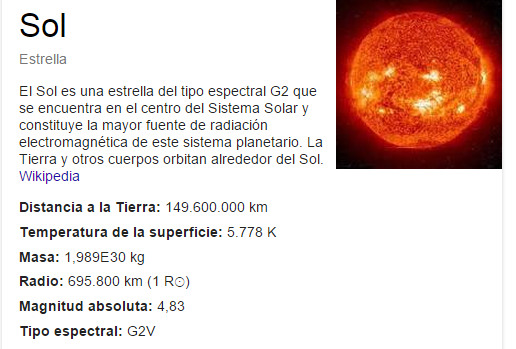 Sol
Estrella
El Sol es una estrella del tipo espectral G2 que
se encuentra en el centro del Sistema Solar y
constituye la mayor fuente de radiación
electromagnética de este sistema planetario. La
Tierra y otros cuerpos orbitan alrededor del Sol.
Wikipedia
Distancia a la Tierra: 149.600.000 km
Temperatura de la superficie: 5.778 K
Masa: 1,989E30 kg
Radio: 695.800 km (1 R☉)
Magnitud absoluta: 4,83
Tipo espectral: G2V